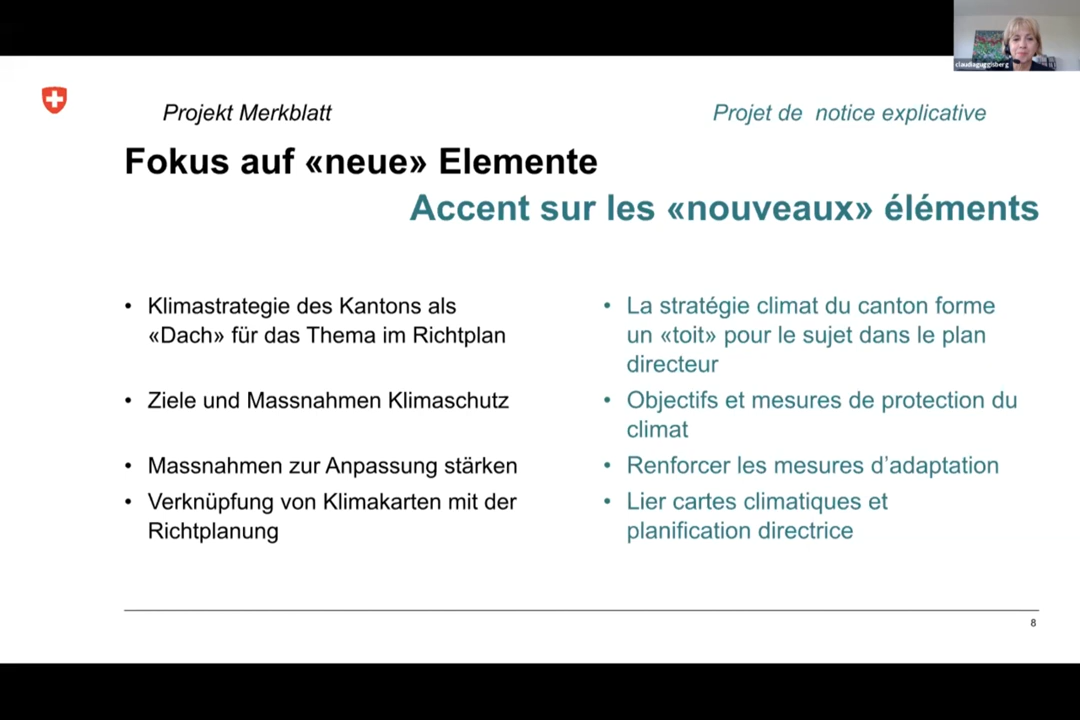 claudiaguggisberg
Projekt Merkblatt
Projet de notice explicative
Fokus auf «neue» Elemente
Accent sur les «nouveaux» éléments
• Klimastrategie des Kantons als
«Dach» für das Thema im Richtplan
• Ziele und Massnahmen Klimaschutz
• Massnahmen zur Anpassung stärken
• Verknüpfung von Klimakarten mit der
Richtplanung
• La stratégie climat du canton forme
un «toit» pour le sujet dans le plan
directeur
• Objectifs et mesures de protection du
climat
• Renforcer les mesures d’adaptation
• Lier cartes climatiques et
planification directrice
8